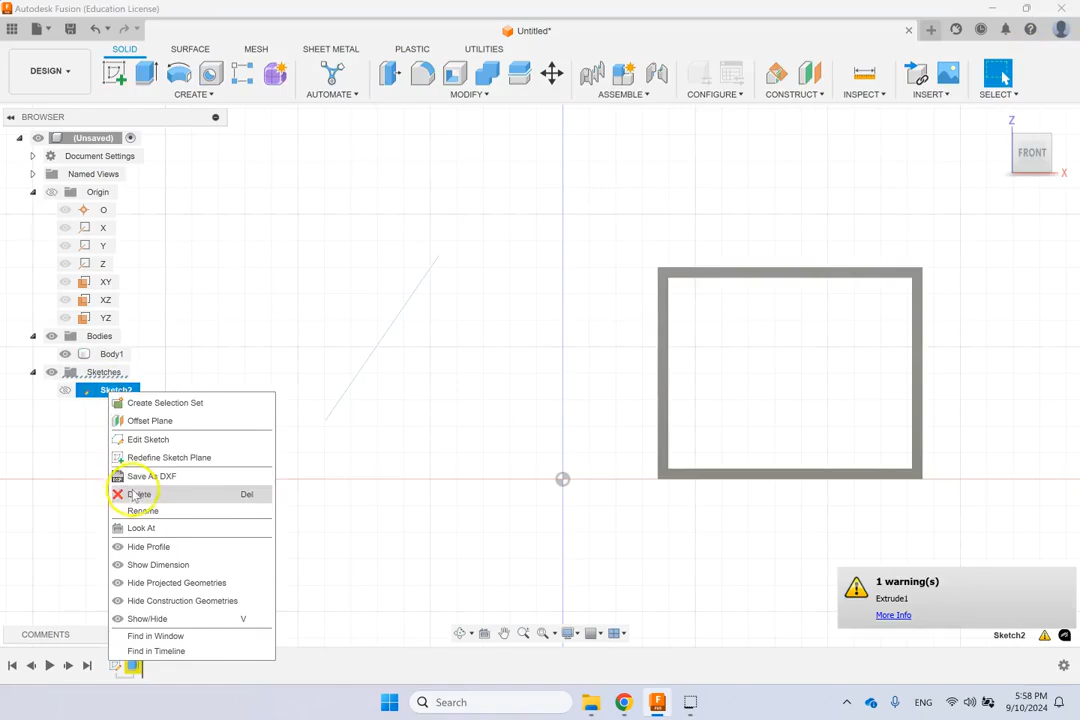 Autodesk Fusion (Education License)
Untitled*
SOLID SURFACE MESH SHEET METAL PLASTIC UTILITIES
DESIGN
CREATE AUTOMATE MODIFY ASSEMBLE CONFIGURE CONSTRUCT INSPECT INSERT SELECT
BROWSER
(Unsaved)
Document Settings
Named Views
Origin
O
X
Y
Z
XY
XZ
YZ
Bodies
Body1
Sketches
Sketch2
Create Selection Set
Offset Plane
Edit Sketch
Redefine Sketch Plane
Save As DXF
Delete Del
Rename
Look At
Hide Profile
Show Dimension
Hide Projected Geometries
Hide Construction Geometries
Show/Hide V
Find in Window
Find in Timeline
Z
FRONT
X
1 warning(s)
Extrude1
More Info
COMMENTS
Sketch2
Search
ENG
5:58 PM
9/10/2024